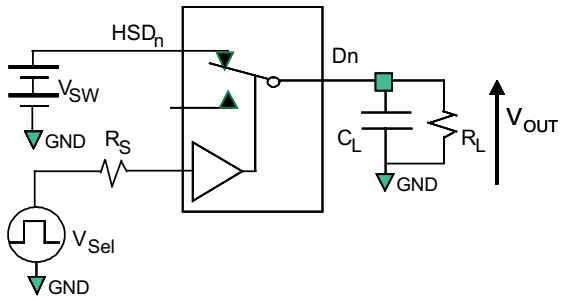 HSDn
Dn
VSW
GND
RS
CL
RL
VOUT
GND
VSel
GND